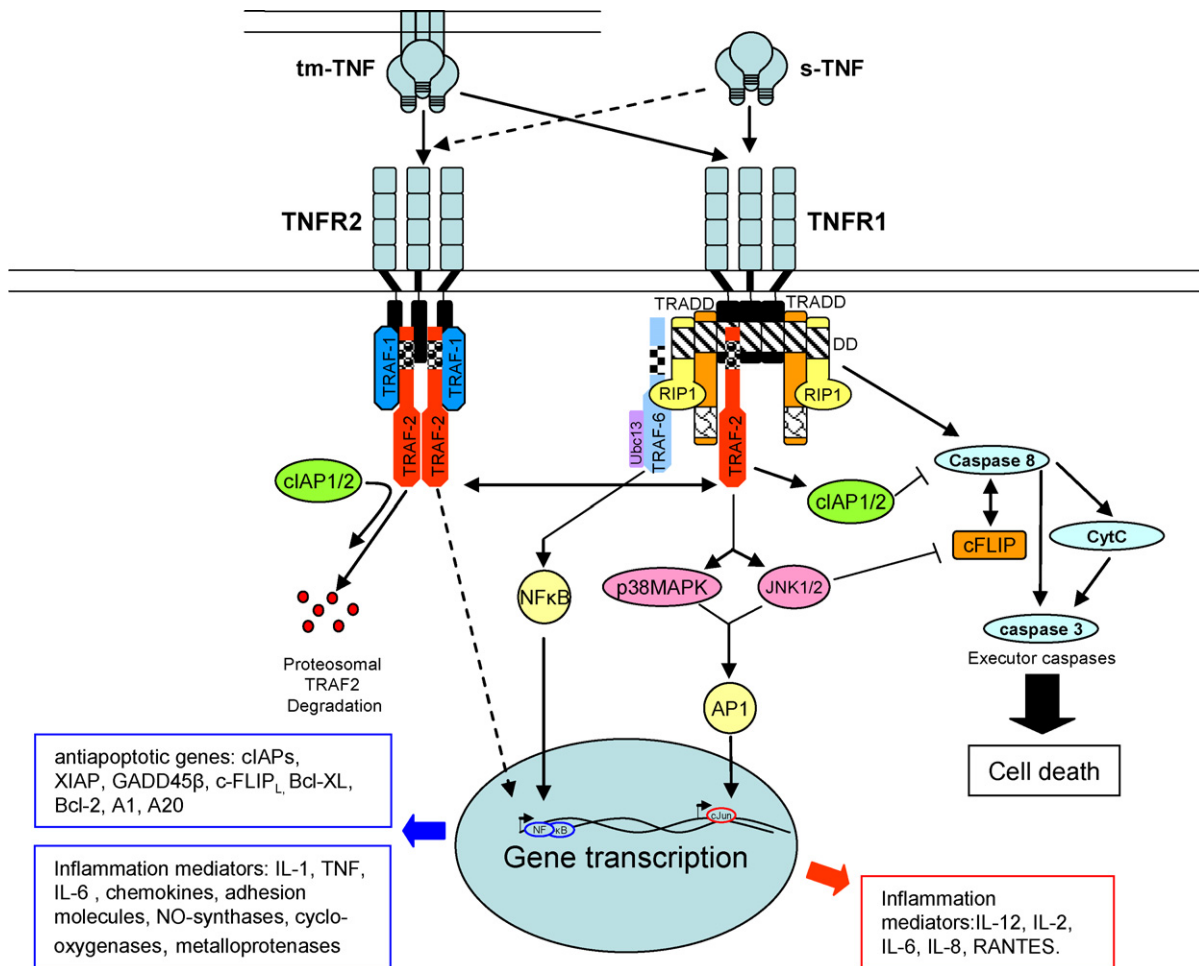 tm-TNF
s-TNF
TNFR2
TNFR1
TRADD
TRADD
DD
TRAF-1
TRAF-1
TRAF-2
TRAF-2
RIP1
RIP1
Ubc13
TRAF-6
TRAF-2
cIAP1/2
cIAP1/2
Caspase 8
cFLIP
CytC
NFκB
p38MAPK
JNK1/2
caspase 3
Executor caspases
Proteosomal
TRAF2
Degradation
AP1
Cell death
antiapoptotic genes: cIAPs,
XIAP, GADD45β, c-FLIPL, Bcl-XL,
Bcl-2, A1, A20
NF κB
cJun
Gene transcription
Inflammation mediators: IL-1, TNF,
IL-6 , chemokines, adhesion
molecules, NO-synthases, cyclo-
oxygenases, metalloprotenases
Inflammation
mediators:IL-12, IL-2,
IL-6, IL-8, RANTES.